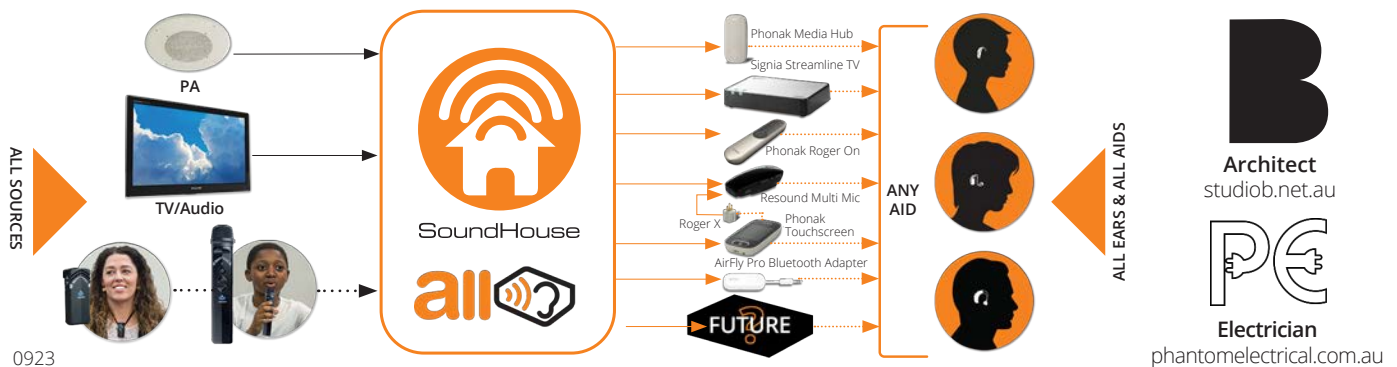 ALL SOURCES
PA
TV/Audio
0923
SoundHouse
all
Phonak Media Hub
Signia Streamline TV
Phonak Roger On
Resound Multi Mic
Roger X
Phonak
Touchscreen
AirFly Pro Bluetooth Adapter
FUTURE
?
ANY
AID
ALL EARS & ALL AIDS
B
Architect
studiob.net.au
PE
Electrician
phantomelectrical.com.au